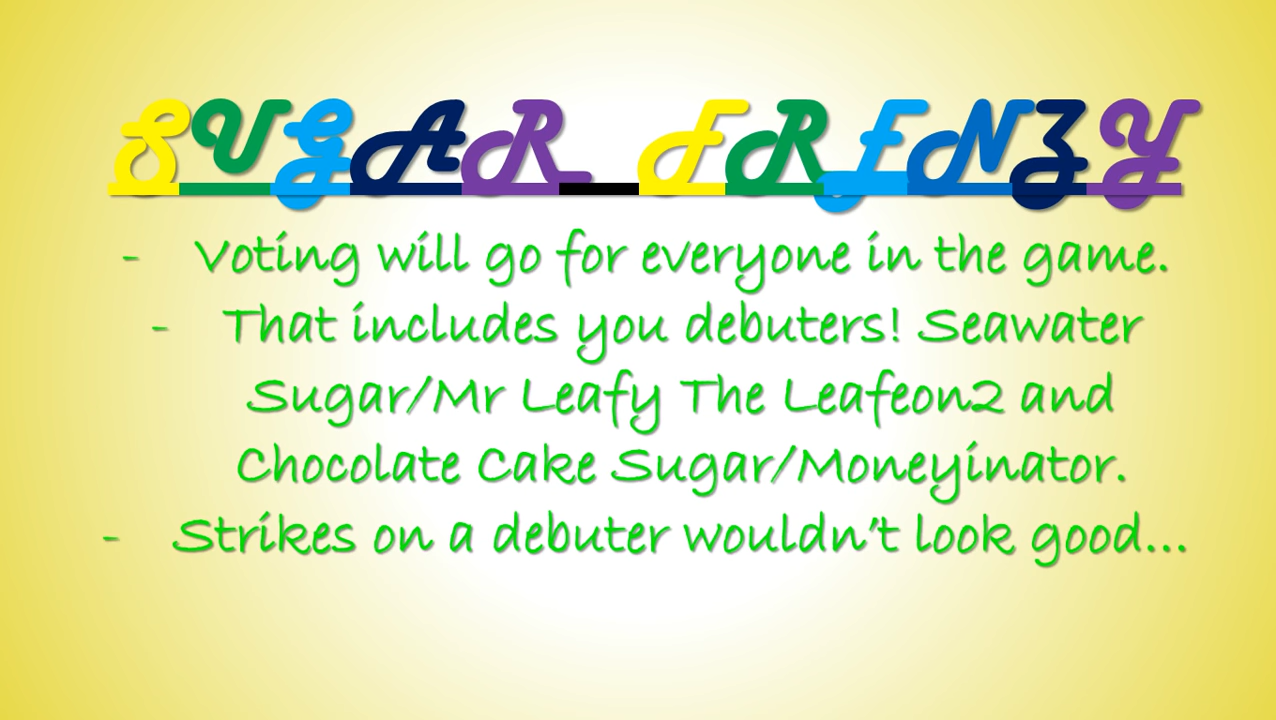 SUGAR FRENZY
- Voting will go for everyone in the game.
- That includes you debuters! Seawater
Sugar/Mr Leafy The Leafeon2 and
Chocolate Cake Sugar/Moneyinator.
- Strikes on a debuter wouldn't look good...